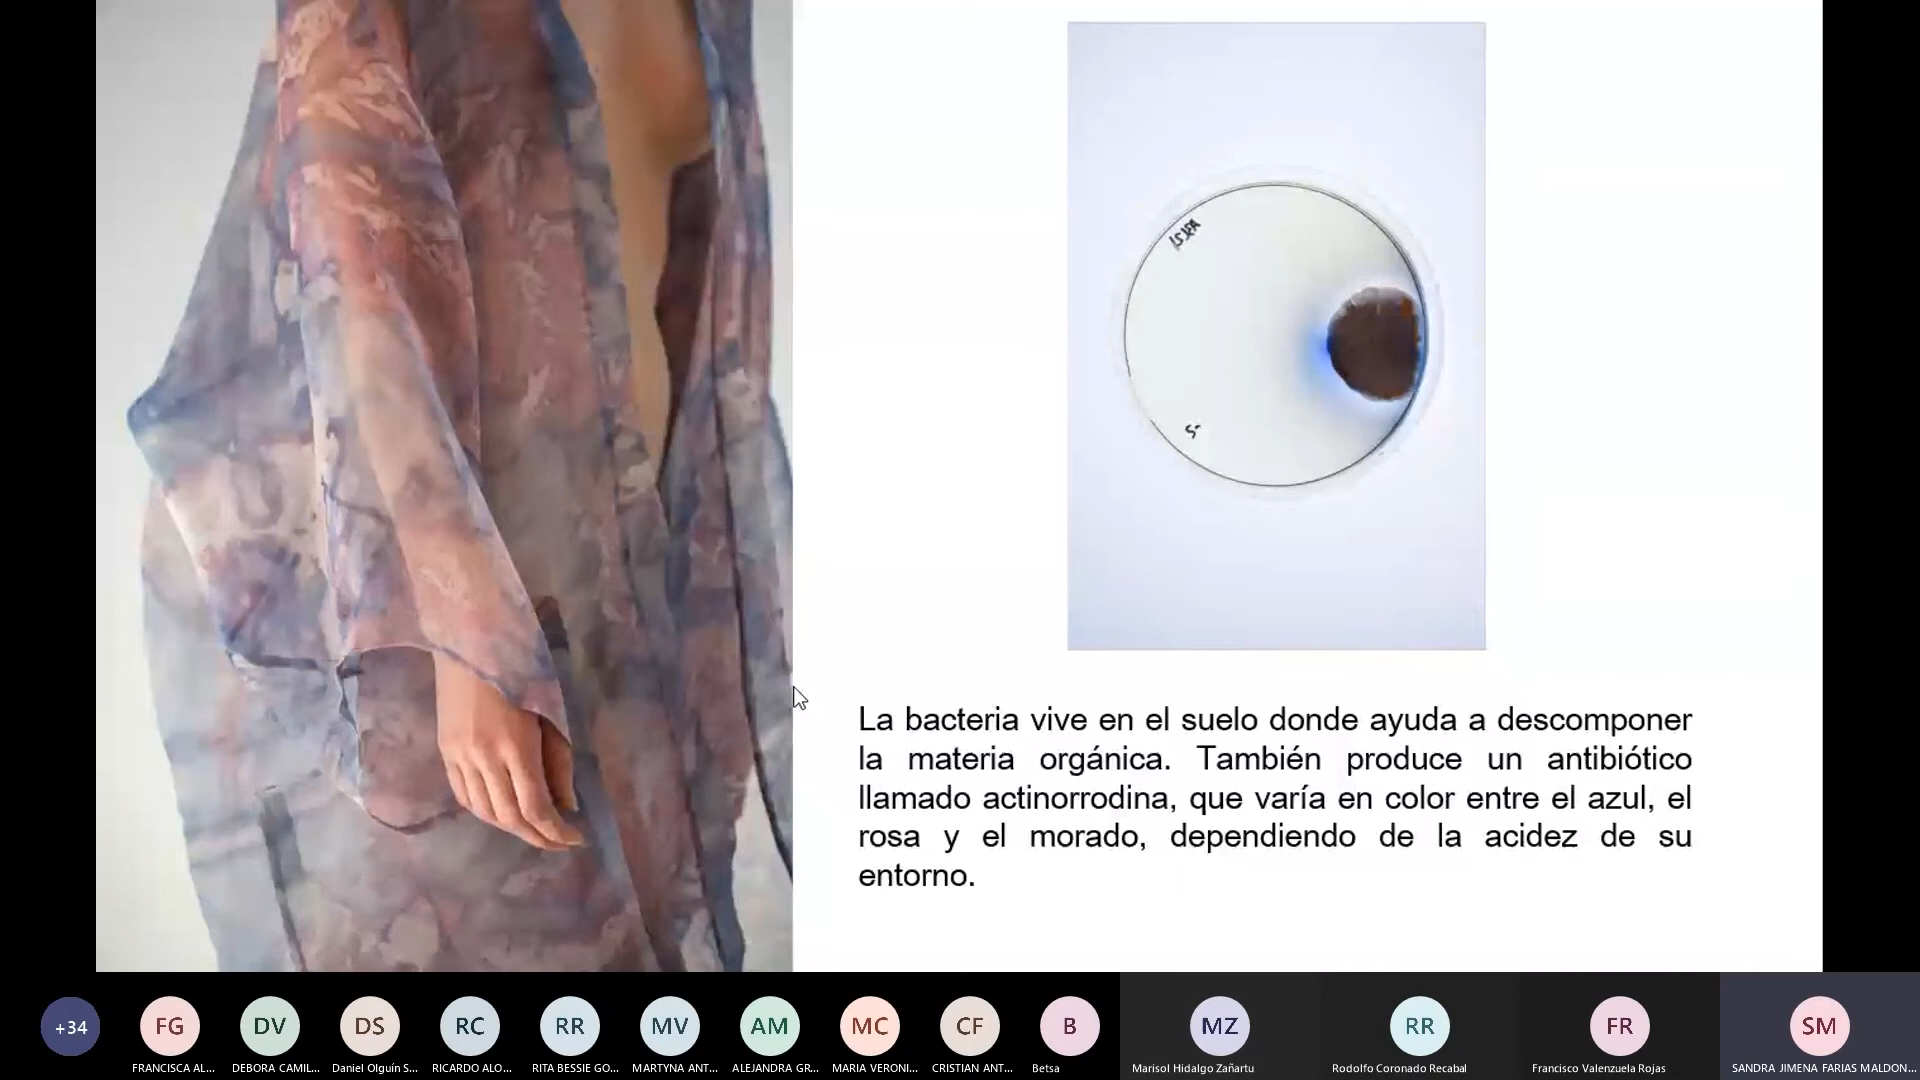 La bacteria vive en el suelo donde ayuda a descomponer
la materia orgánica. También produce un antibiótico
llamado actinorrodina, que varía en color entre el azul, el
rosa y el morado, dependiendo de la acidez de su
entorno.
+34
FG
DV
DS
RC
RR
MV
AM
MC
CF
B
MZ
RR
FR
SM
FRANCISCA AL...
DEBORA CAMIL...
Daniel Olguín S...
RICARDO ALO...
RITA BESSIE GO...
MARTYNA ANT...
ALEJANDRA GR...
MARIA VERONI...
CRISTIAN ANT...
Betsa
Marisol Hidalgo Zañartu
Rodolfo Coronado Recabal
Francisco Valenzuela Rojas
SANDRA JIMENA FARIAS MALDON...